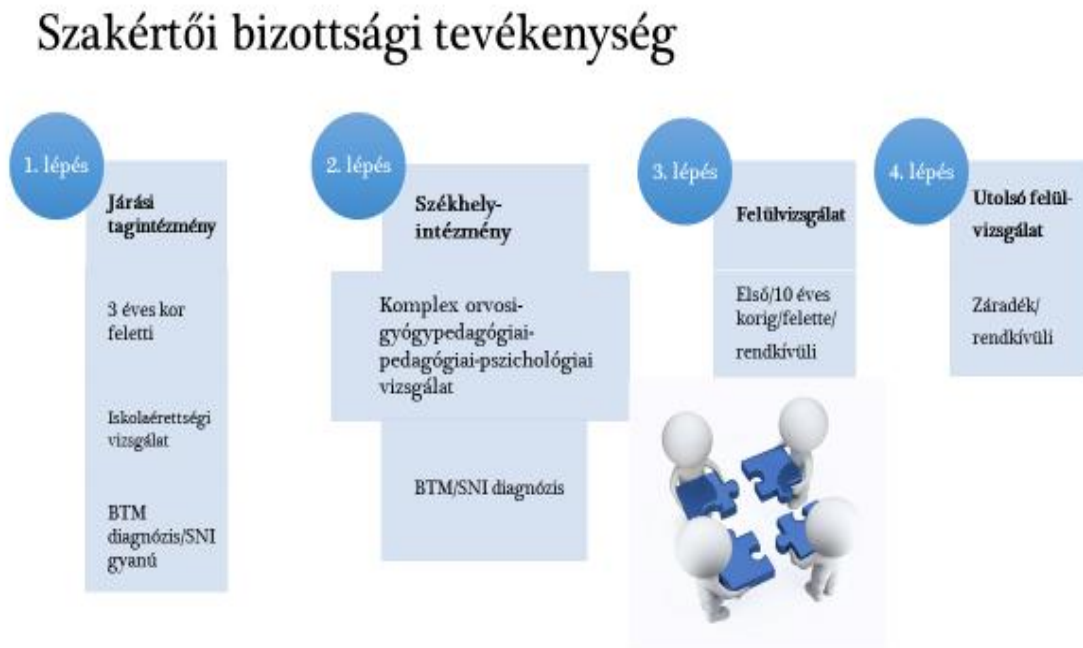 Szakértői bizottsági tevékenység
1. lépés
Járási
tagintézmény
3 éves kor
feletti
Iskolaérettségi
vizsgálat
BTM
diagnózis/SNI
gyanú
2. lépés
Székhely-
intézmény
Komplex orvosi-
gyógypedagógiai-
pedagógiai-pszichológiai
vizsgálat
BTM/SNI diagnózis
3. lépés
Felülvizsgálat
Első/10 éves
korig/felette/
rendkívüli
4. lépés
Utolsó felül-
vizsgálat
Záradék/
rendkívüli